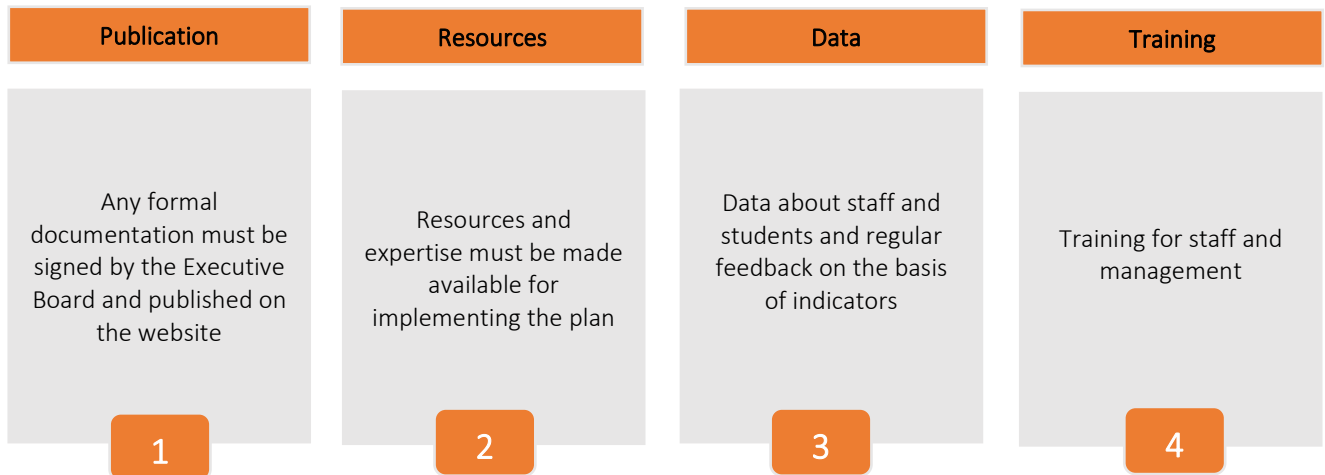 Publication
Any formal
documentation must be
signed by the Executive
Board and published on
the website
1
Resources
Resources and
expertise must be made
available for
implementing the plan
2
Data
Data about staff and
students and regular
feedback on the basis
of indicators
3
Training
Training for staff and
management
4